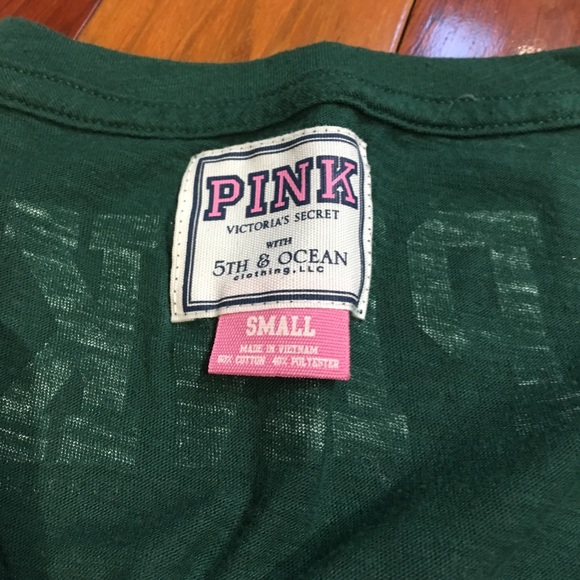 PINK
VICTORIA'S SECRET
WITH
5TH & OCEAN
clothing, LLC
SMALL
MADE IN VIETNAM
60% COTTON 40% POLYESTER